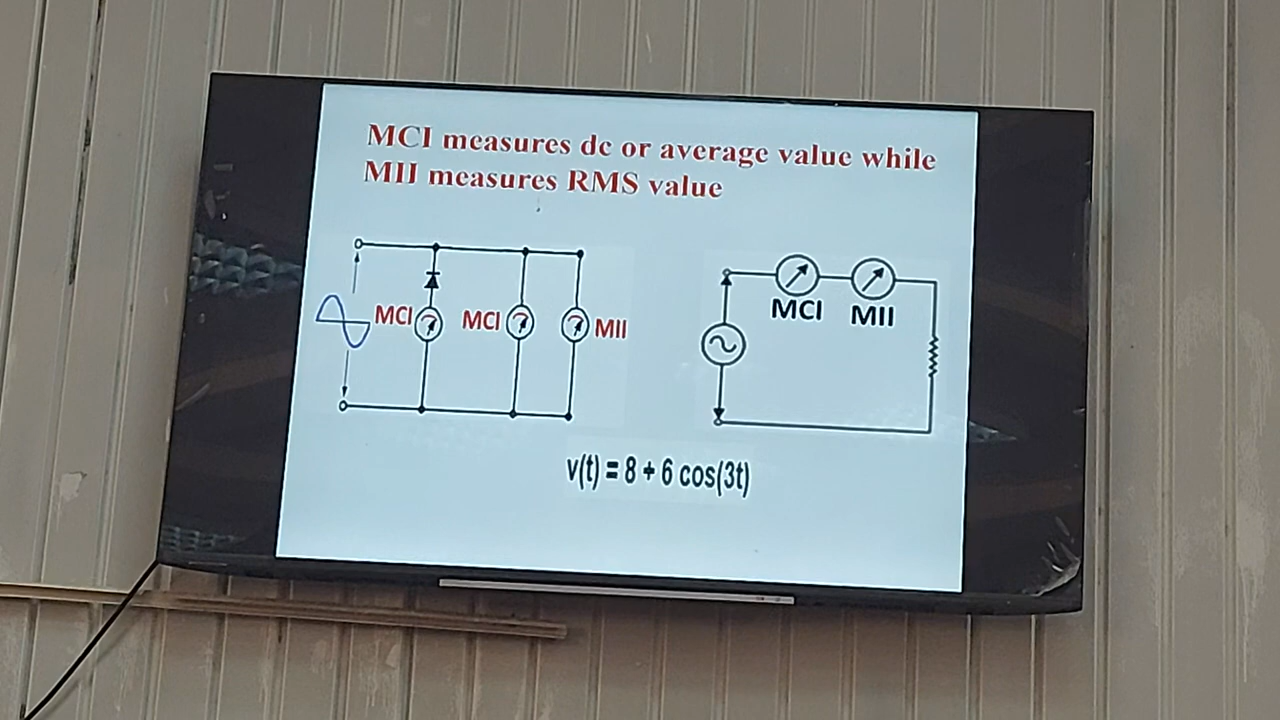 MCI measures dc or average value while
MII measures RMS value
MCI MCI MII
MCI MII
v(t) = 8 + 6 cos(3t)